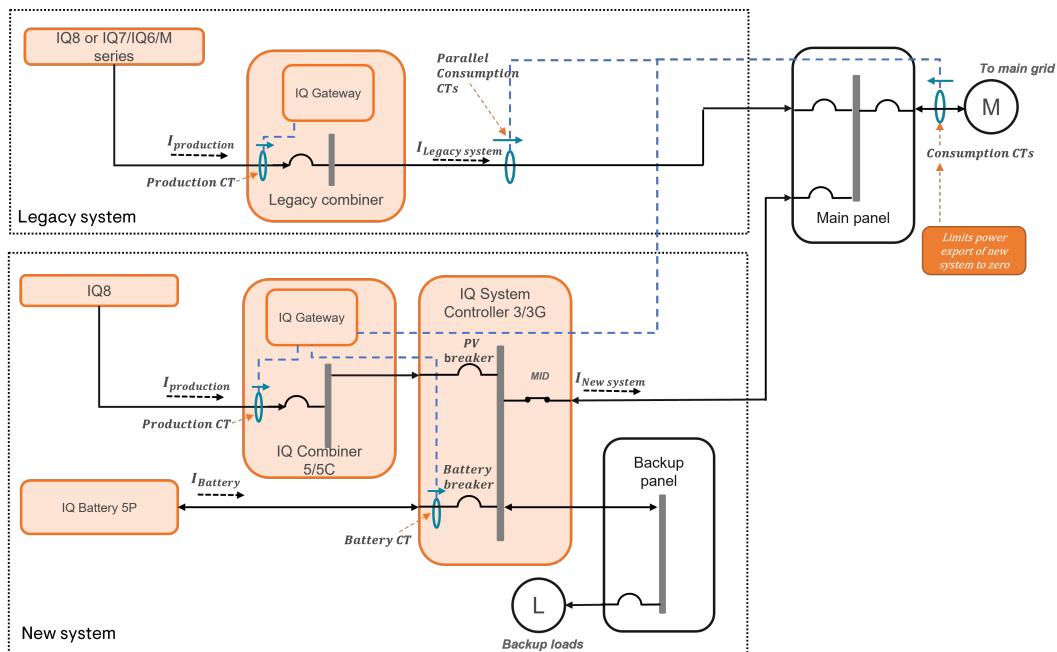 IQ8 or IQ7/IQ6/M
series
IQ Gateway
Parallel
Consumption
CTs
To main grid
M
I production
I Legacy system
Production CT
Consumption CTs
Legacy combiner
Legacy system
Main panel
Limits power
export of new
system to zero
IQ8
IQ Gateway
IQ System
Controller 3/3G
PV
breaker
MID
I production
I New system
Production CT
IQ Combiner
5/5C
Backup
panel
Battery
breaker
I Battery
IQ Battery 5P
Battery CT
L
Backup loads
New system